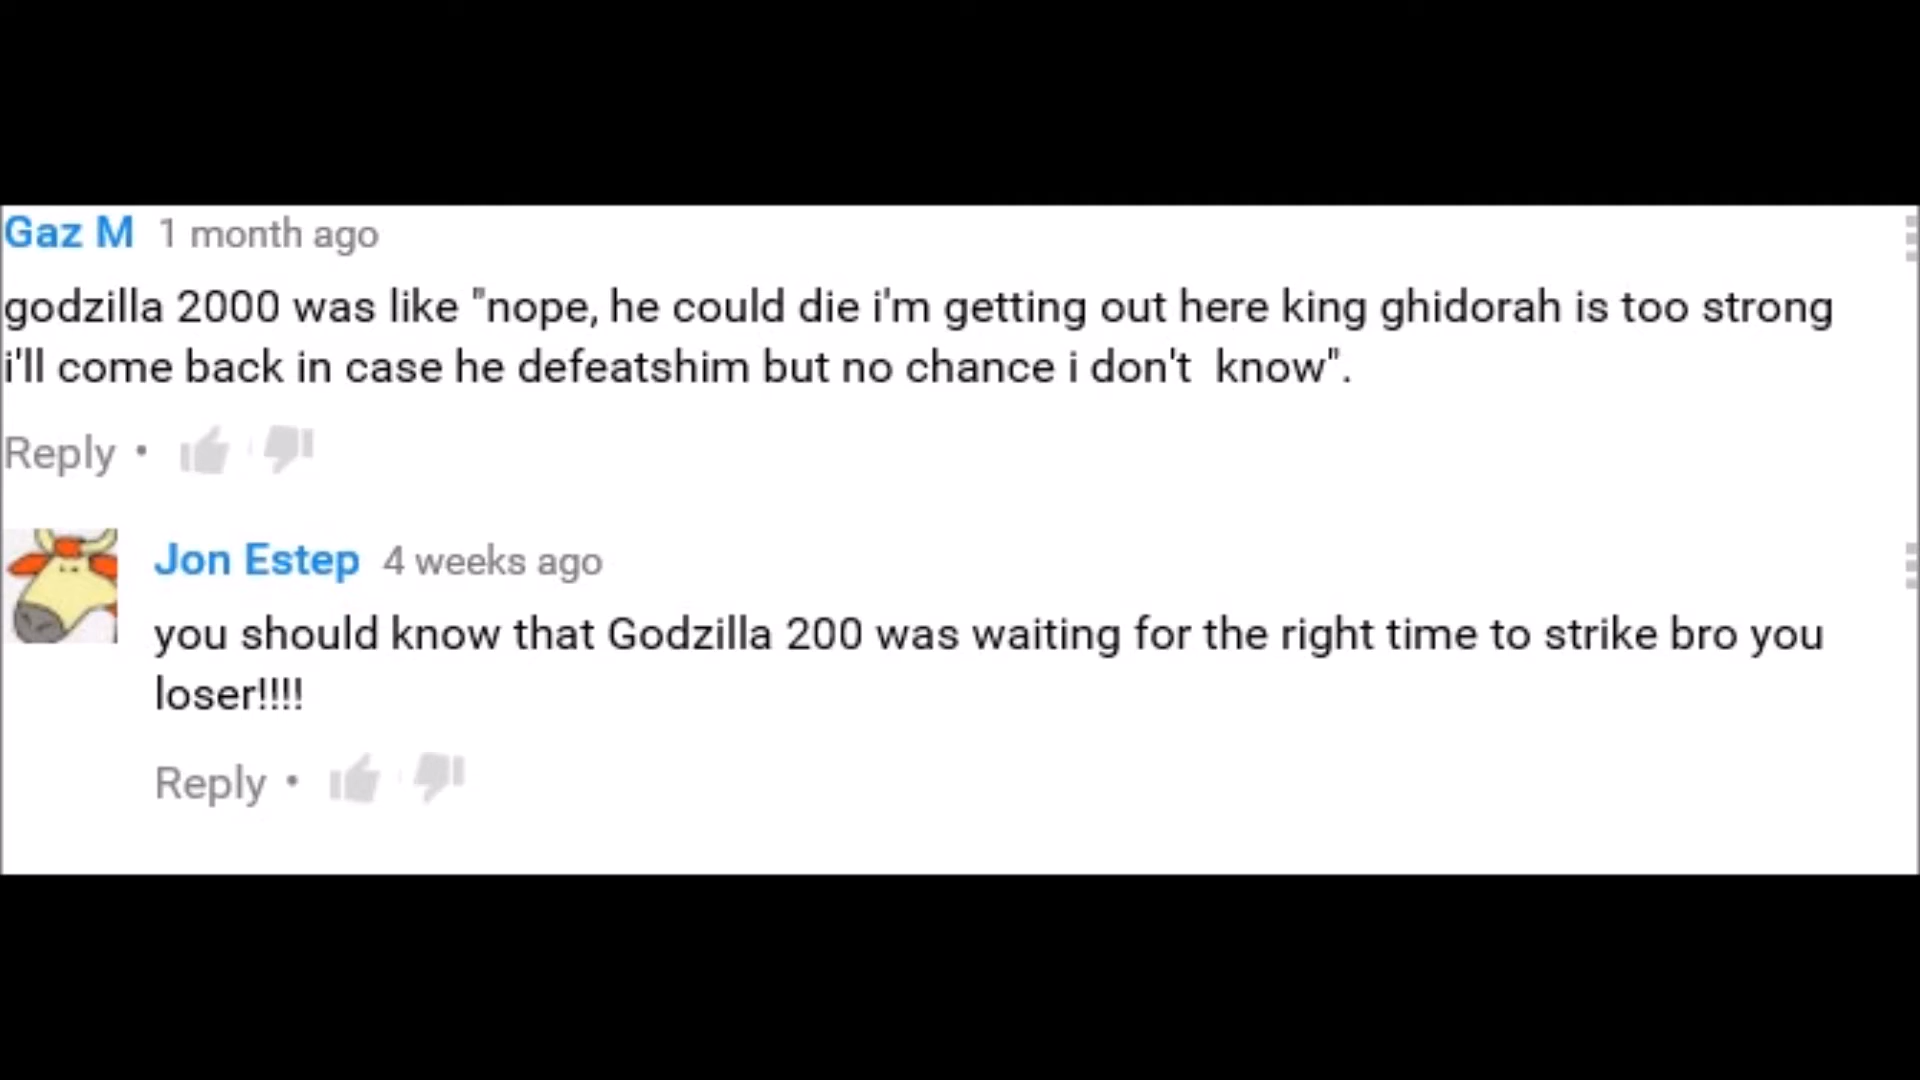 Gaz M 1 month ago
godzilla 2000 was like "nope, he could die i'm getting out here king ghidorah is too strong
i'll come back in case he defeatshim but no chance i don't  know".
Reply •
Jon Estep 4 weeks ago
you should know that Godzilla 200 was waiting for the right time to strike bro you
loser!!!!
Reply •